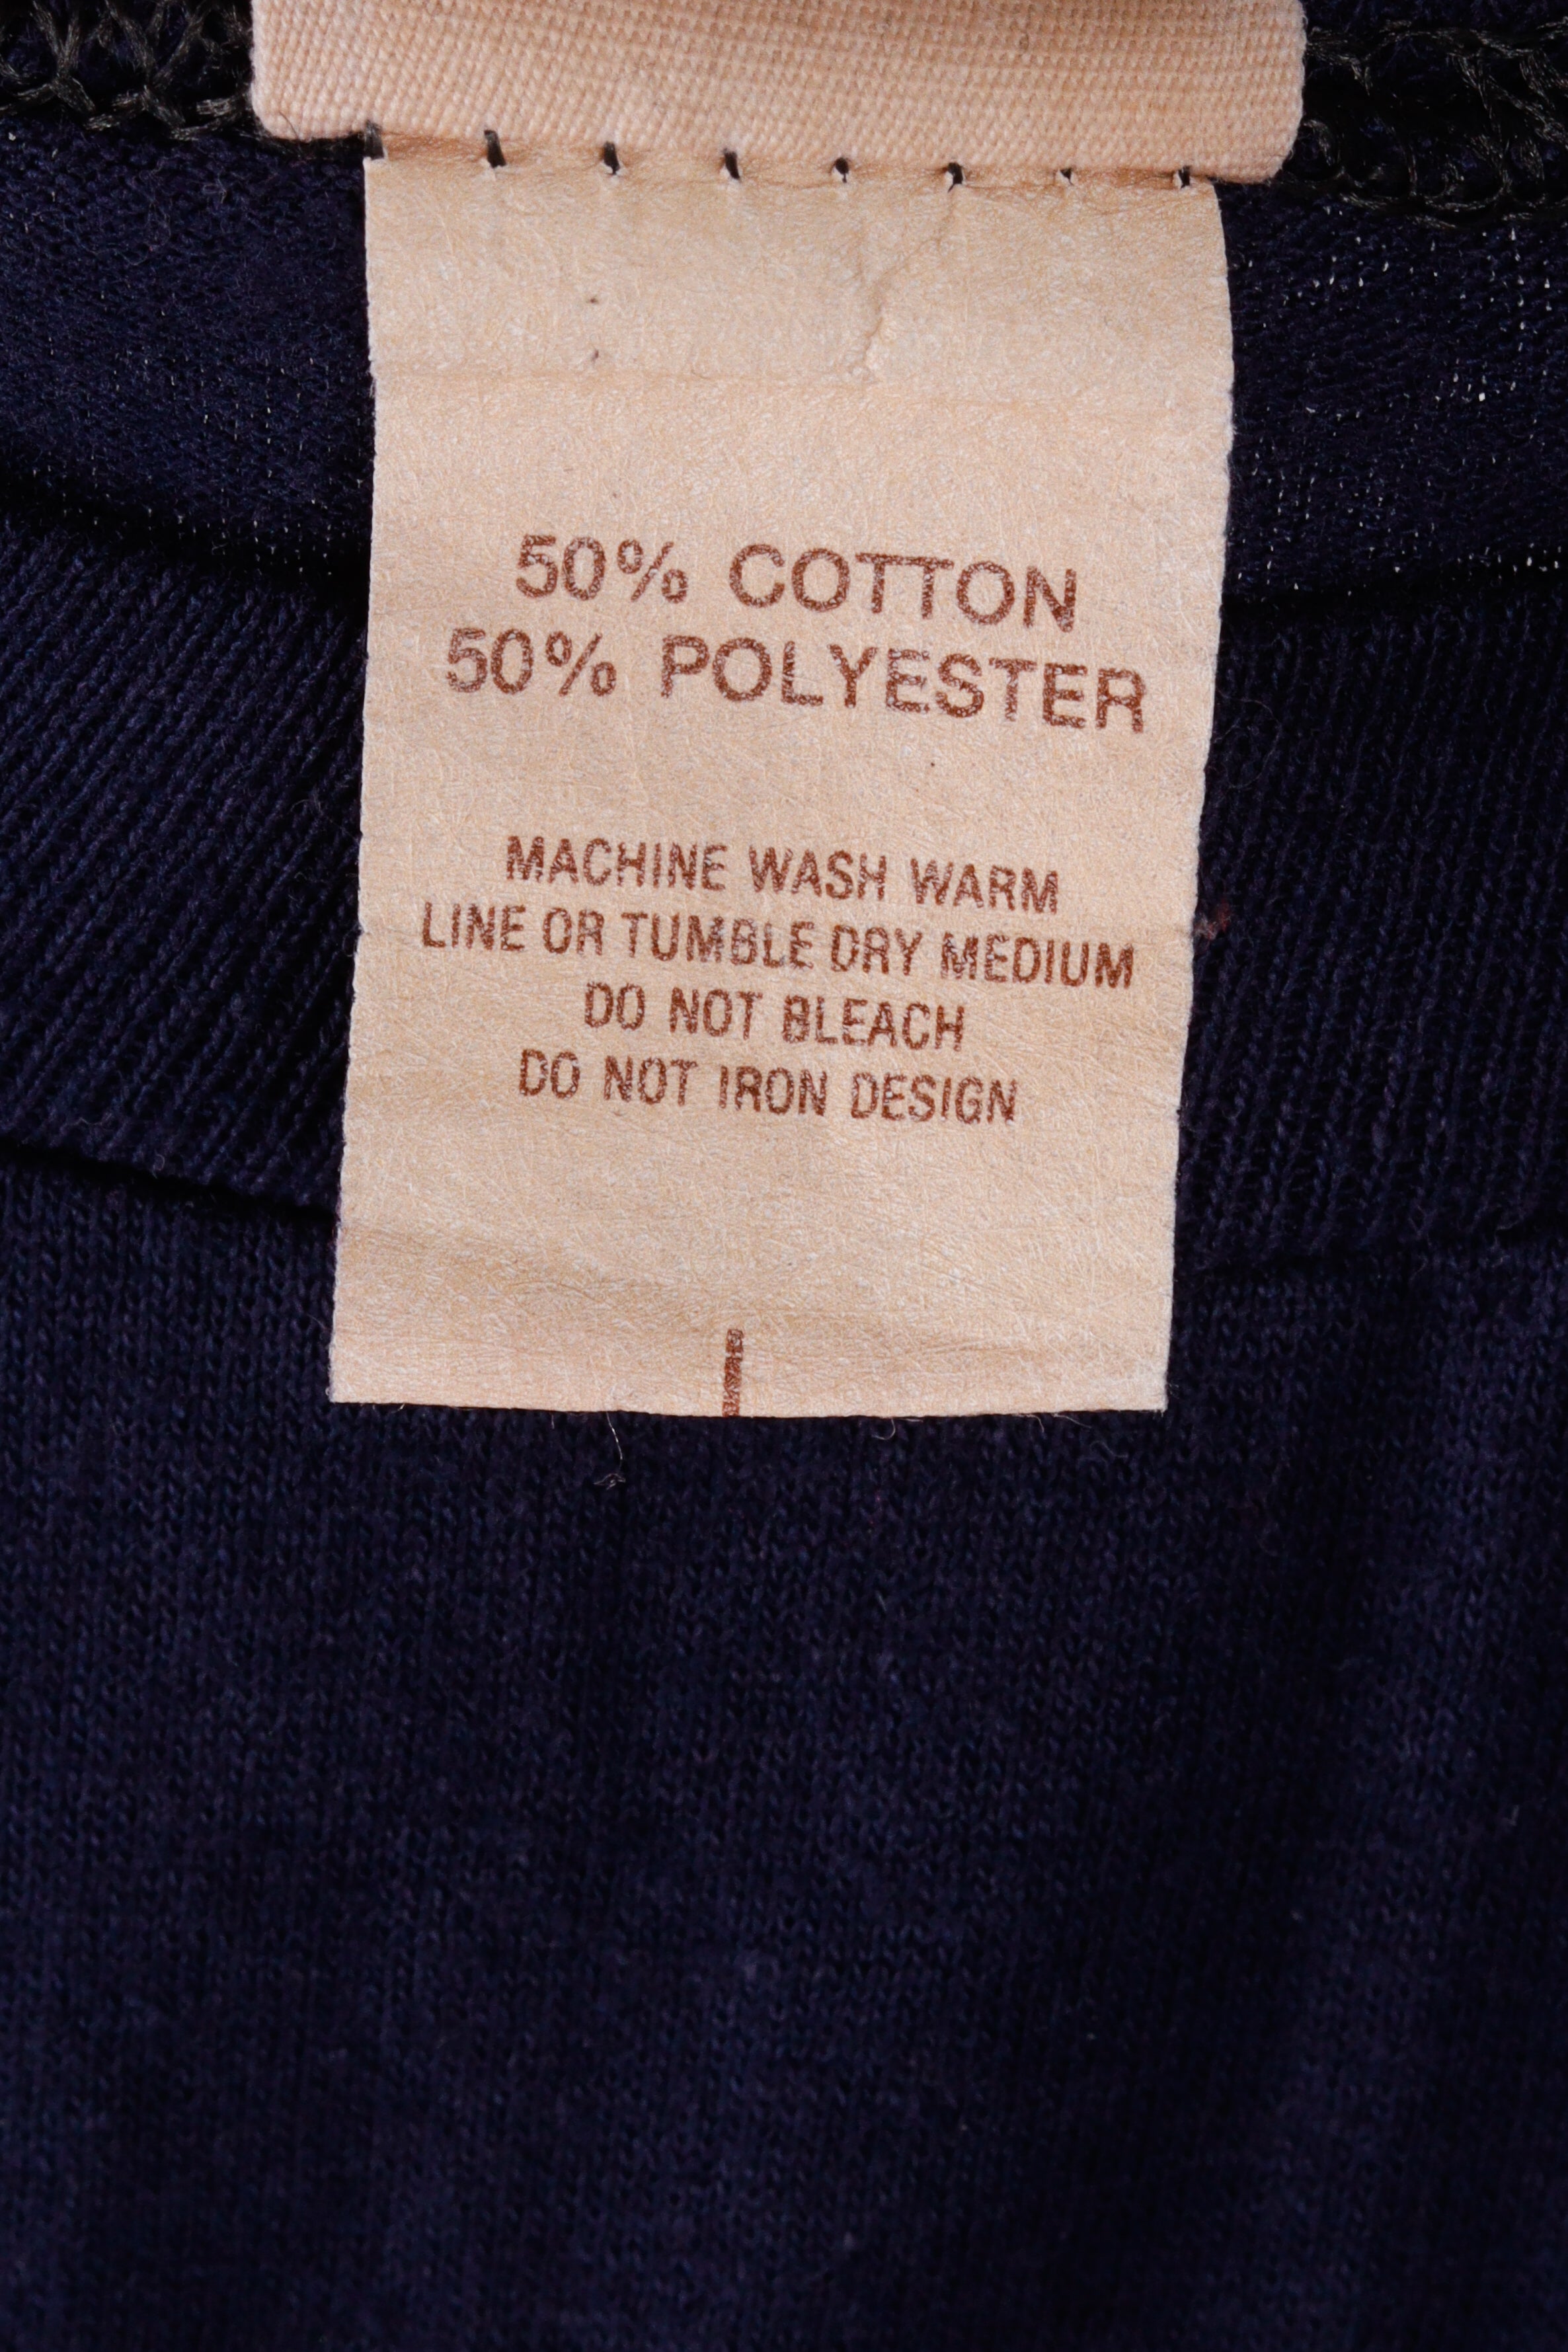 50% COTTON
50% POLYESTER
MACHINE WASH WARM
LINE OR TUMBLE DRY MEDIUM
DO NOT BLEACH
DO NOT IRON DESIGN